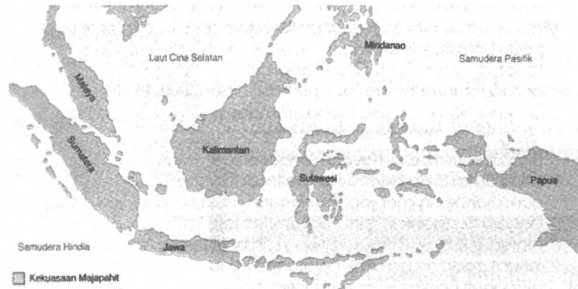 Mindanao
Laut Cina Selatan
Samudera Pasifik
Malaya
Sumatera
Kalimantan
Sulawesi
Papua
Samudera Hindia
Jawa
Kekuasaan Majapahit